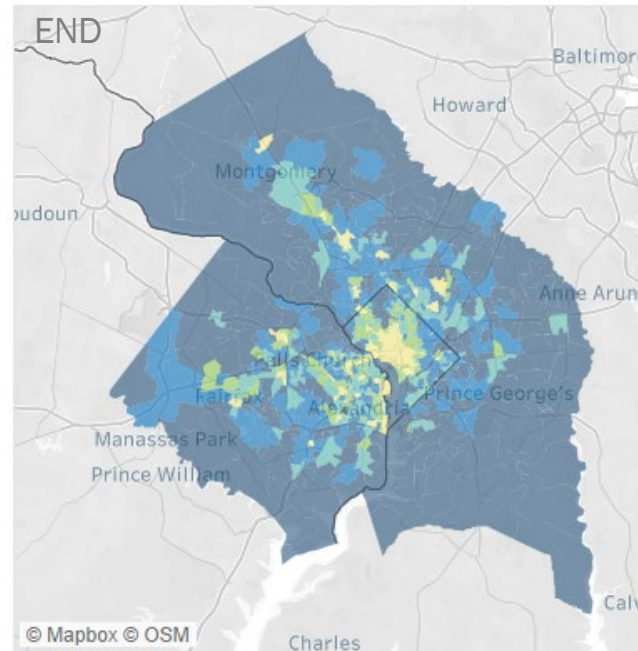 END
Baltimore
Howard
Montgomery
oudoun
Anne Arun
Falls Church
Fairfax
Prince George's
Alexandria
Manassas Park
Prince William
Calv
© Mapbox © OSM
Charles